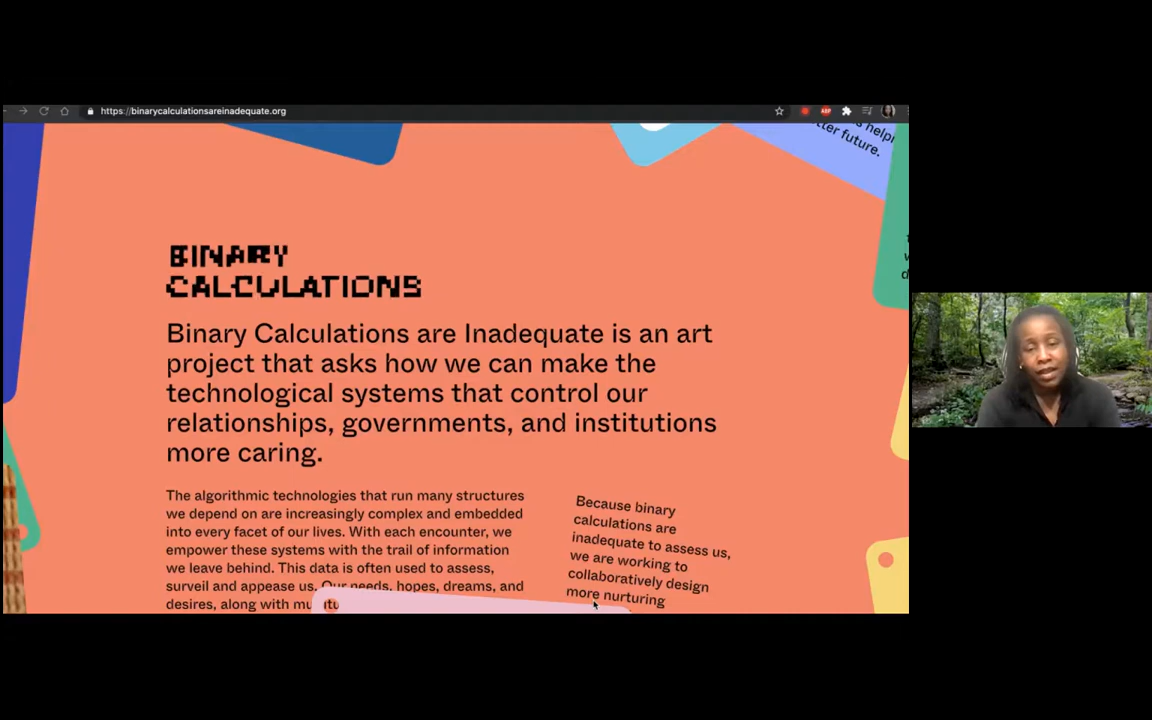 https://binarycalculationsareinadequate.org
ABP
tter future.
BINARY
CALCULATIONS
Binary Calculations are Inadequate is an art
project that asks how we can make the
technological systems that control our
relationships, governments, and institutions
more caring.
The algorithmic technologies that run many structures
we depend on are increasingly complex and embedded
into every facet of our lives. With each encounter, we
empower these systems with the trail of information
we leave behind. This data is often used to assess,
surveil and appease us. Our needs, hopes, dreams, and
desires, along with mu
Because binary
calculations are
inadequate to assess us,
we are working to
collaboratively design
more nurturing